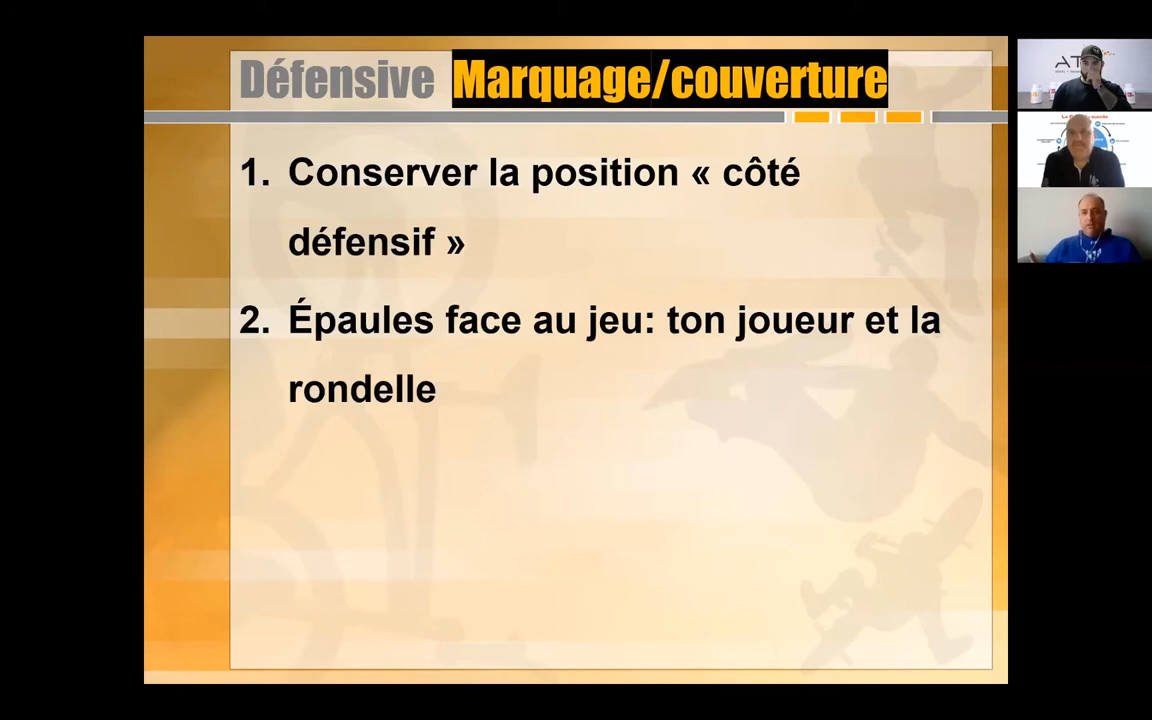 Défensive Marquage/couverture
1. Conserver la position « côté
défensif »
2. Épaules face au jeu: ton joueur et la
rondelle